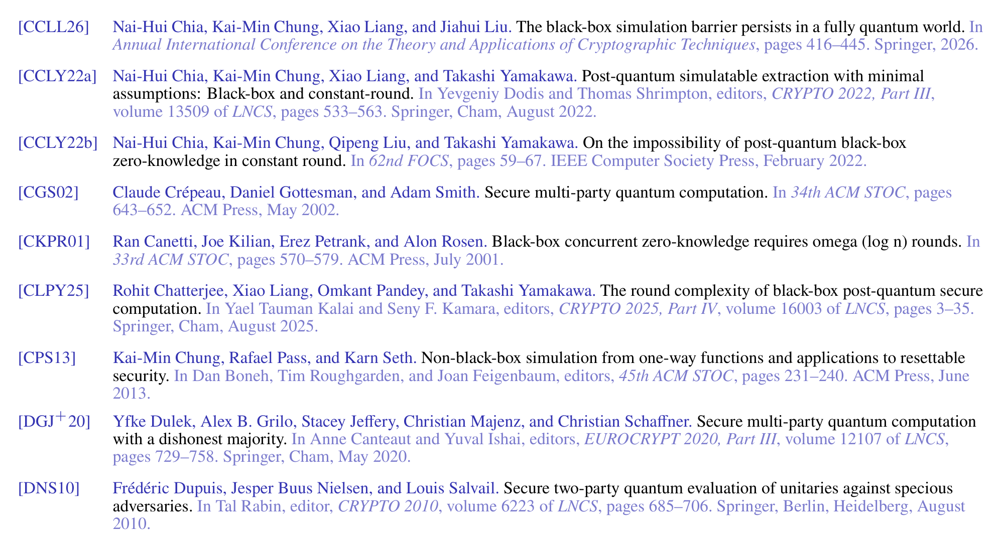 [CCLL26] Nai-Hui Chia, Kai-Min Chung, Xiao Liang, and Jiahui Liu. The black-box simulation barrier persists in a fully quantum world. In
Annual International Conference on the Theory and Applications of Cryptographic Techniques, pages 416–445. Springer, 2026.
[CCLY22a] Nai-Hui Chia, Kai-Min Chung, Xiao Liang, and Takashi Yamakawa. Post-quantum simulatable extraction with minimal
assumptions: Black-box and constant-round. In Yevgeniy Dodis and Thomas Shrimpton, editors, CRYPTO 2022, Part III,
volume 13509 of LNCS, pages 533–563. Springer, Cham, August 2022.
[CCLY22b] Nai-Hui Chia, Kai-Min Chung, Qipeng Liu, and Takashi Yamakawa. On the impossibility of post-quantum black-box
zero-knowledge in constant round. In 62nd FOCS, pages 59–67. IEEE Computer Society Press, February 2022.
[CGS02] Claude Crépeau, Daniel Gottesman, and Adam Smith. Secure multi-party quantum computation. In 34th ACM STOC, pages
643–652. ACM Press, May 2002.
[CKPR01] Ran Canetti, Joe Kilian, Erez Petrank, and Alon Rosen. Black-box concurrent zero-knowledge requires omega (log n) rounds. In
33rd ACM STOC, pages 570–579. ACM Press, July 2001.
[CLPY25] Rohit Chatterjee, Xiao Liang, Omkant Pandey, and Takashi Yamakawa. The round complexity of black-box post-quantum secure
computation. In Yael Tauman Kalai and Seny F. Kamara, editors, CRYPTO 2025, Part IV, volume 16003 of LNCS, pages 3–35.
Springer, Cham, August 2025.
[CPS13] Kai-Min Chung, Rafael Pass, and Karn Seth. Non-black-box simulation from one-way functions and applications to resettable
security. In Dan Boneh, Tim Roughgarden, and Joan Feigenbaum, editors, 45th ACM STOC, pages 231–240. ACM Press, June
2013.
[DGJ+20] Yfke Dulek, Alex B. Grilo, Stacey Jeffery, Christian Majenz, and Christian Schaffner. Secure multi-party quantum computation
with a dishonest majority. In Anne Canteaut and Yuval Ishai, editors, EUROCRYPT 2020, Part III, volume 12107 of LNCS,
pages 729–758. Springer, Cham, May 2020.
[DNS10] Frédéric Dupuis, Jesper Buus Nielsen, and Louis Salvail. Secure two-party quantum evaluation of unitaries against specious
adversaries. In Tal Rabin, editor, CRYPTO 2010, volume 6223 of LNCS, pages 685–706. Springer, Berlin, Heidelberg, August
2010.